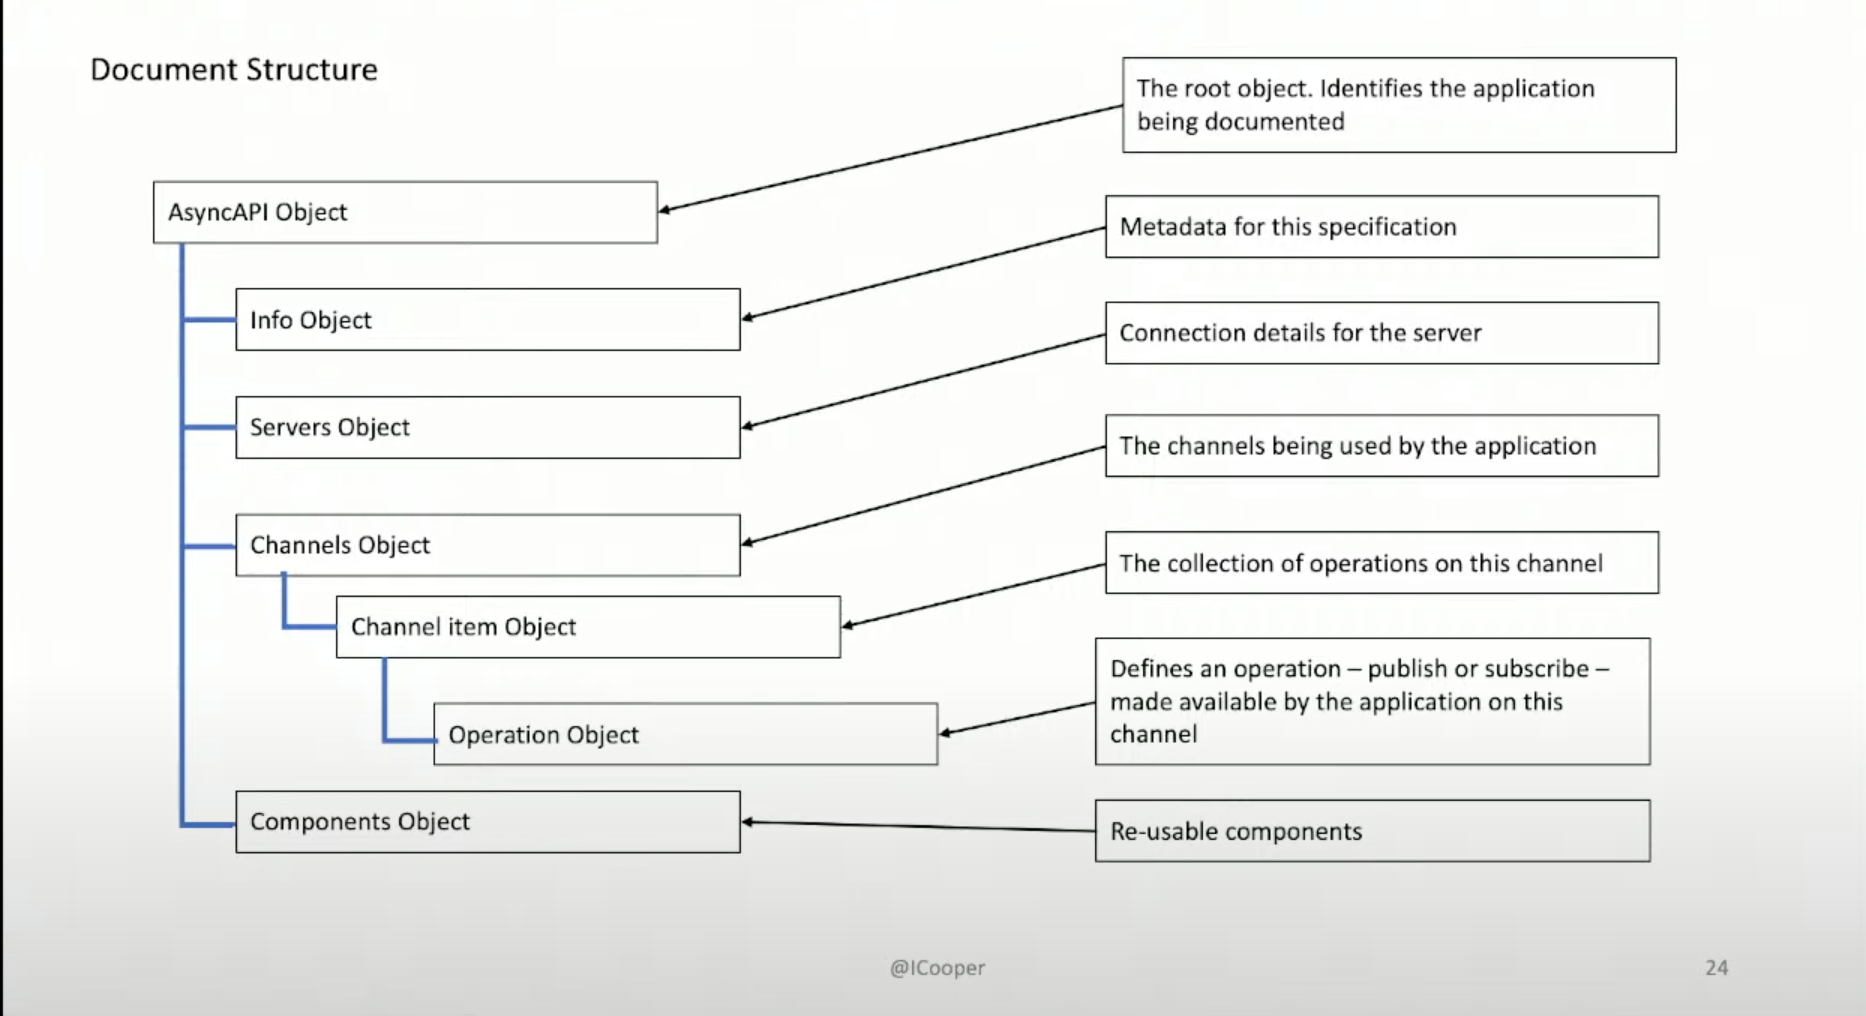 Document Structure
The root object. Identifies the application
being documented
AsyncAPI Object
Metadata for this specification
Info Object
Connection details for the server
Servers Object
The channels being used by the application
Channels Object
The collection of operations on this channel
Channel item Object
Defines an operation – publish or subscribe –
made available by the application on this
channel
Operation Object
Components Object
Re-usable components
@ICooper
24